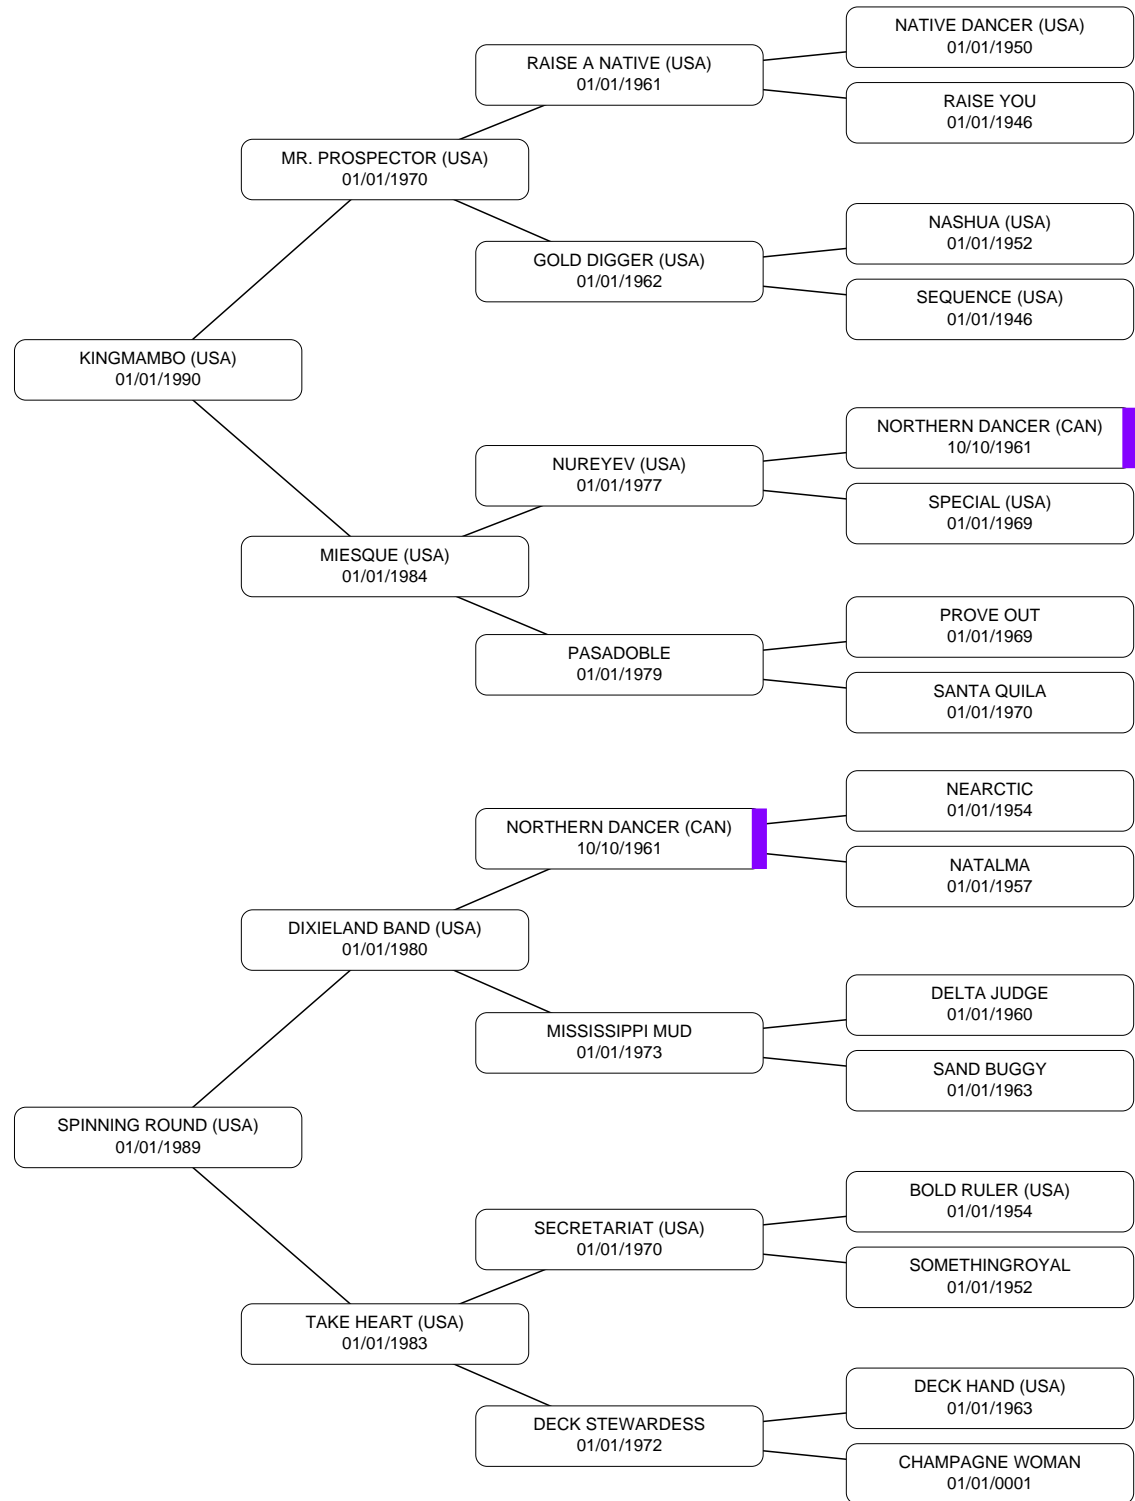 NATIVE DANCER (USA)
01/01/1950
RAISE A NATIVE (USA)
01/01/1961
RAISE YOU
01/01/1946
MR. PROSPECTOR (USA)
01/01/1970
NASHUA (USA)
01/01/1952
GOLD DIGGER (USA)
01/01/1962
SEQUENCE (USA)
01/01/1946
KINGMAMBO (USA)
01/01/1990
NORTHERN DANCER (CAN)
10/10/1961
NUREYEV (USA)
01/01/1977
SPECIAL (USA)
01/01/1969
MIESQUE (USA)
01/01/1984
PROVE OUT
01/01/1969
PASADOBLE
01/01/1979
SANTA QUILA
01/01/1970
NEARCTIC
01/01/1954
NORTHERN DANCER (CAN)
10/10/1961
NATALMA
01/01/1957
DIXIELAND BAND (USA)
01/01/1980
DELTA JUDGE
01/01/1960
MISSISSIPPI MUD
01/01/1973
SAND BUGGY
01/01/1963
SPINNING ROUND (USA)
01/01/1989
BOLD RULER (USA)
01/01/1954
SECRETARIAT (USA)
01/01/1970
SOMETHINGROYAL
01/01/1952
TAKE HEART (USA)
01/01/1983
DECK HAND (USA)
01/01/1963
DECK STEWARDESS
01/01/1972
CHAMPAGNE WOMAN
01/01/0001